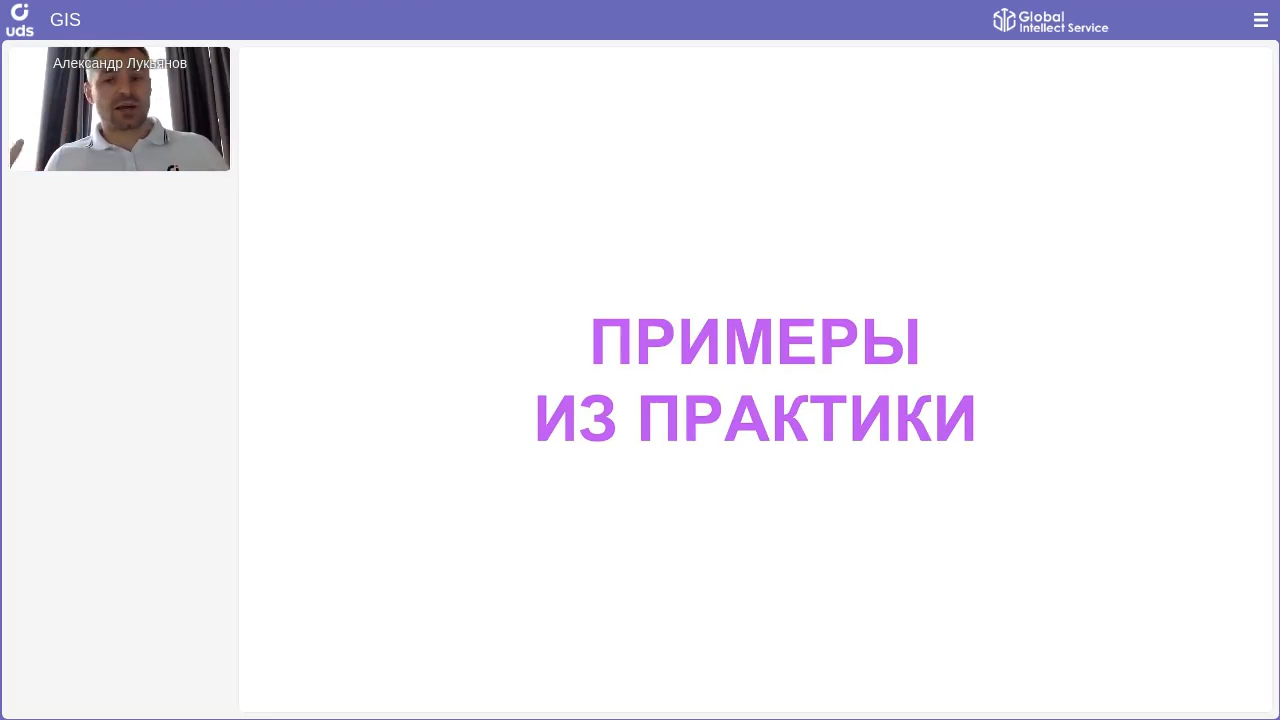 uds
GIS
Global
Intellect Service
Александр Лукьянов
ПРИМЕРЫ
ИЗ ПРАКТИКИ